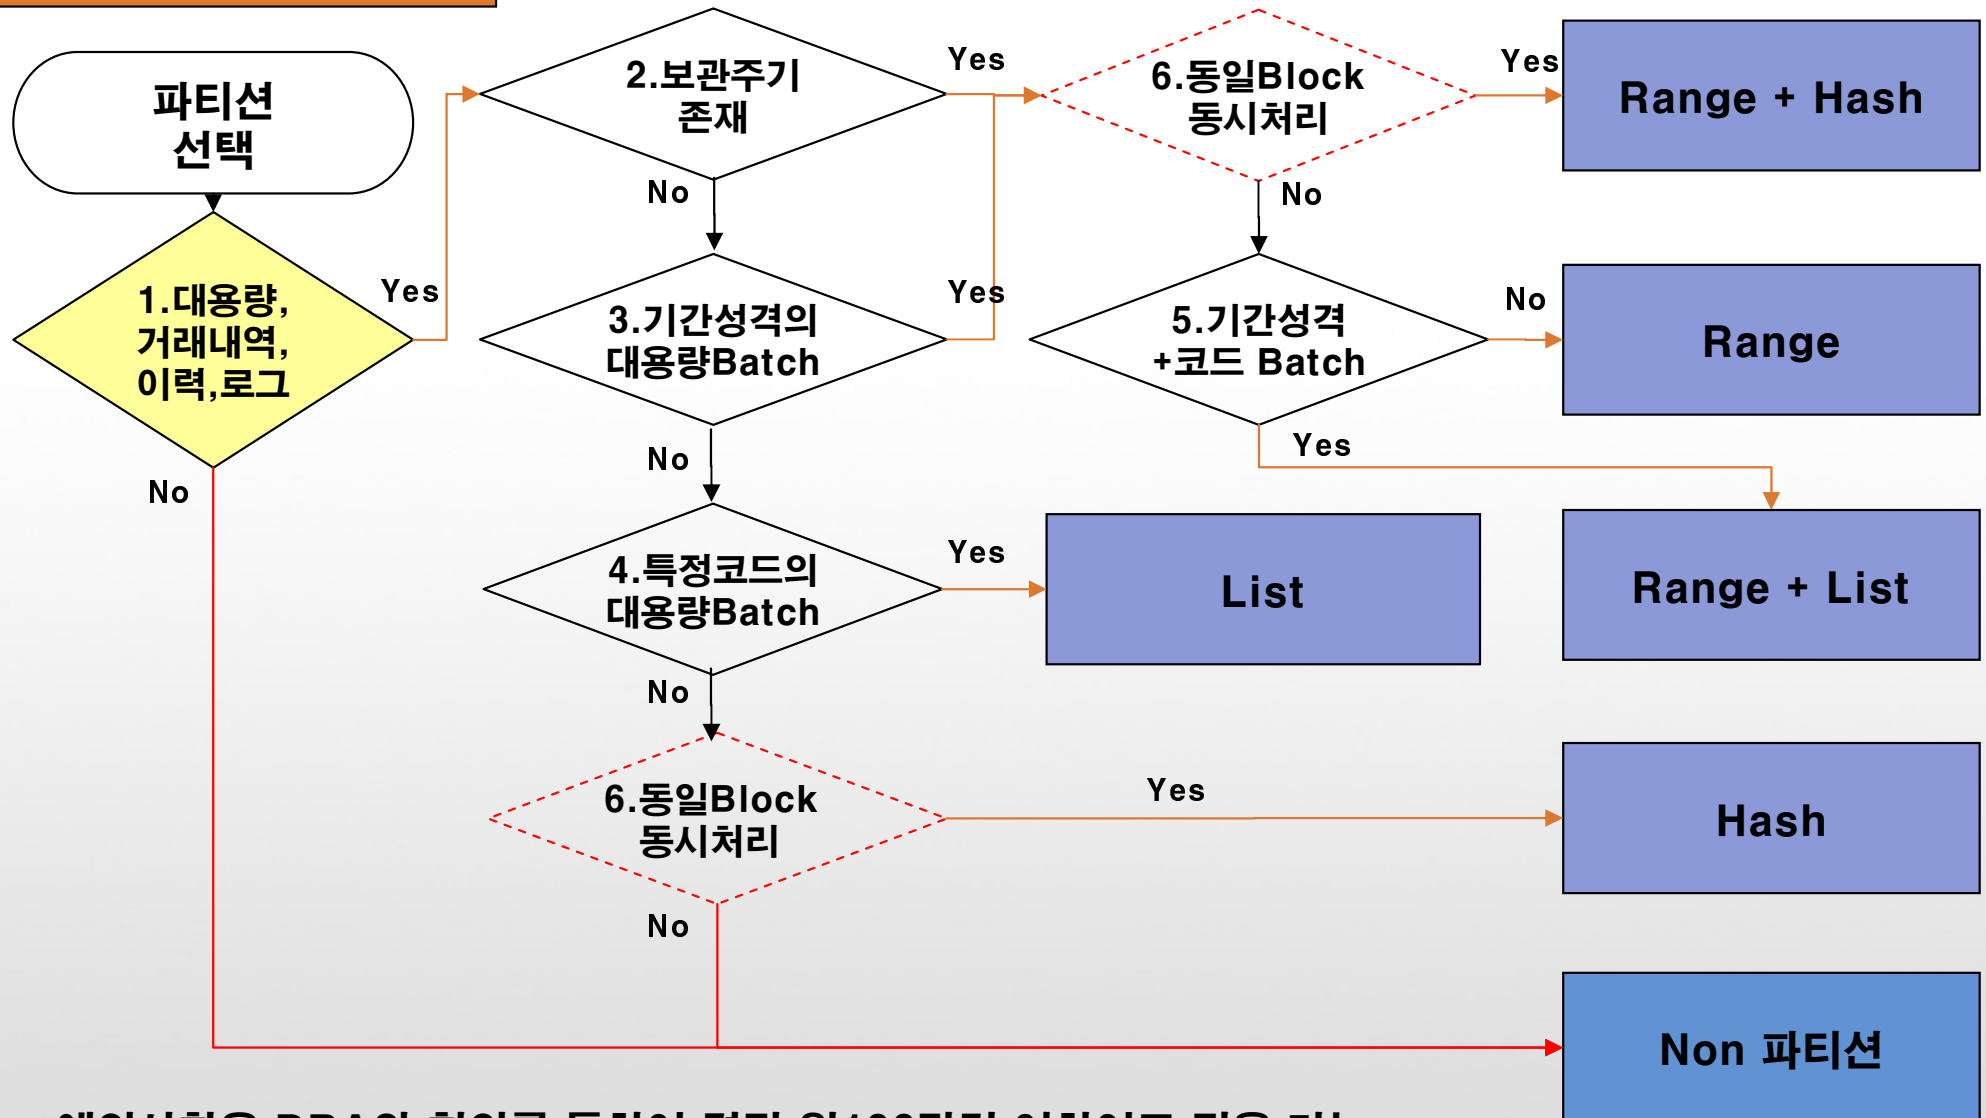 파티션
선택
1.대용량,
거래내역,
이력,로그
Yes
No
2.보관주기
존재
Yes
No
3.기간성격의
대용량Batch
Yes
No
4.특정코드의
대용량Batch
Yes
No
6.동일Block
동시처리
Yes
No
6.동일Block
동시처리
Yes
No
5.기간성격
+코드 Batch
No
Yes
Range + Hash
Range
List
Range + List
Hash
Non 파티션